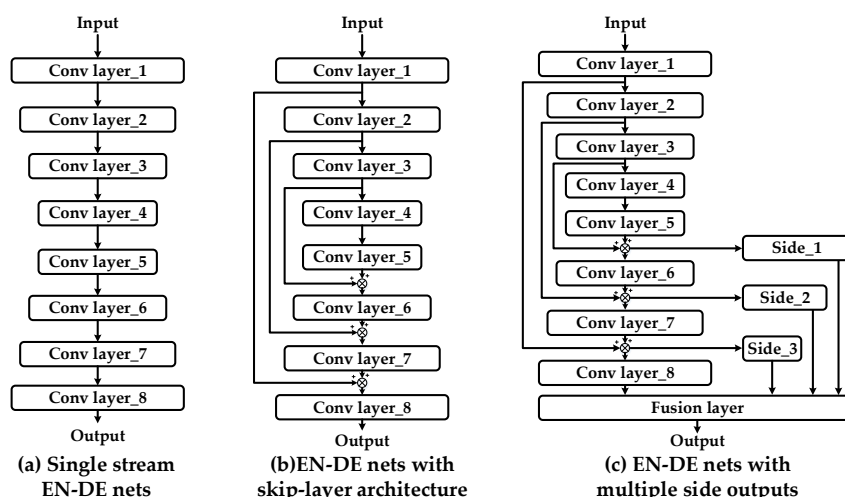 Input
Conv layer_1
Conv layer_2
Conv layer_3
Conv layer_4
Conv layer_5
Conv layer_6
Conv layer_7
Conv layer_8
Output
(a) Single stream
EN-DE nets
Input
Conv layer_1
Conv layer_2
Conv layer_3
Conv layer_4
Conv layer_5
+ +
Conv layer_6
+ +
Conv layer_7
+ +
Conv layer_8
Output
(b)EN-DE nets with
skip-layer architecture
Input
Conv layer_1
Conv layer_2
Conv layer_3
Conv layer_4
Conv layer_5
+ +
Side_1
Conv layer_6
+ +
Side_2
Conv layer_7
+ +
Side_3
Conv layer_8
Fusion layer
Output
(c) EN-DE nets with
multiple side outputs